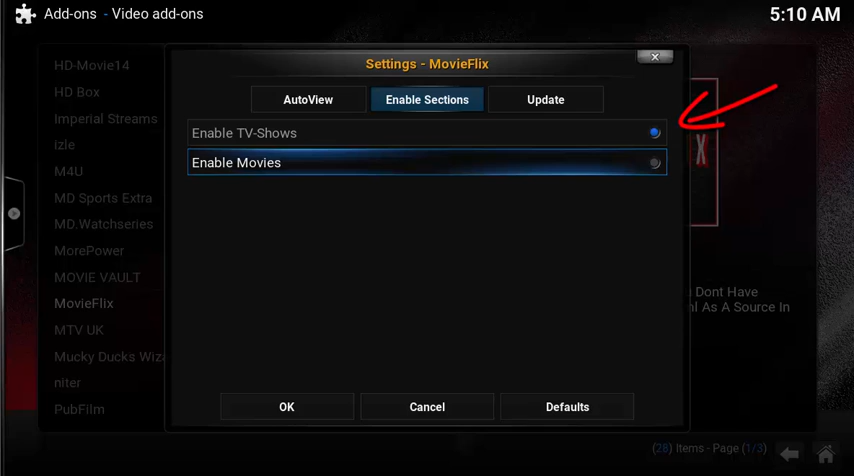 Add-ons - Video add-ons
5:10 AM
Settings - MovieFlix
AutoView
Enable Sections
Update
Enable TV-Shows
Enable Movies
OK
Cancel
Defaults
HD-Movie14
HD Box
Imperial Streams
izle
M4U
MD Sports Extra
MD.Watchseries
MorePower
MOVIE VAULT
MovieFlix
MTV UK
Mucky Ducks Wiza
niter
PubFilm
X
Dont Have
As A Source In
(28) Items - Page (1/3)